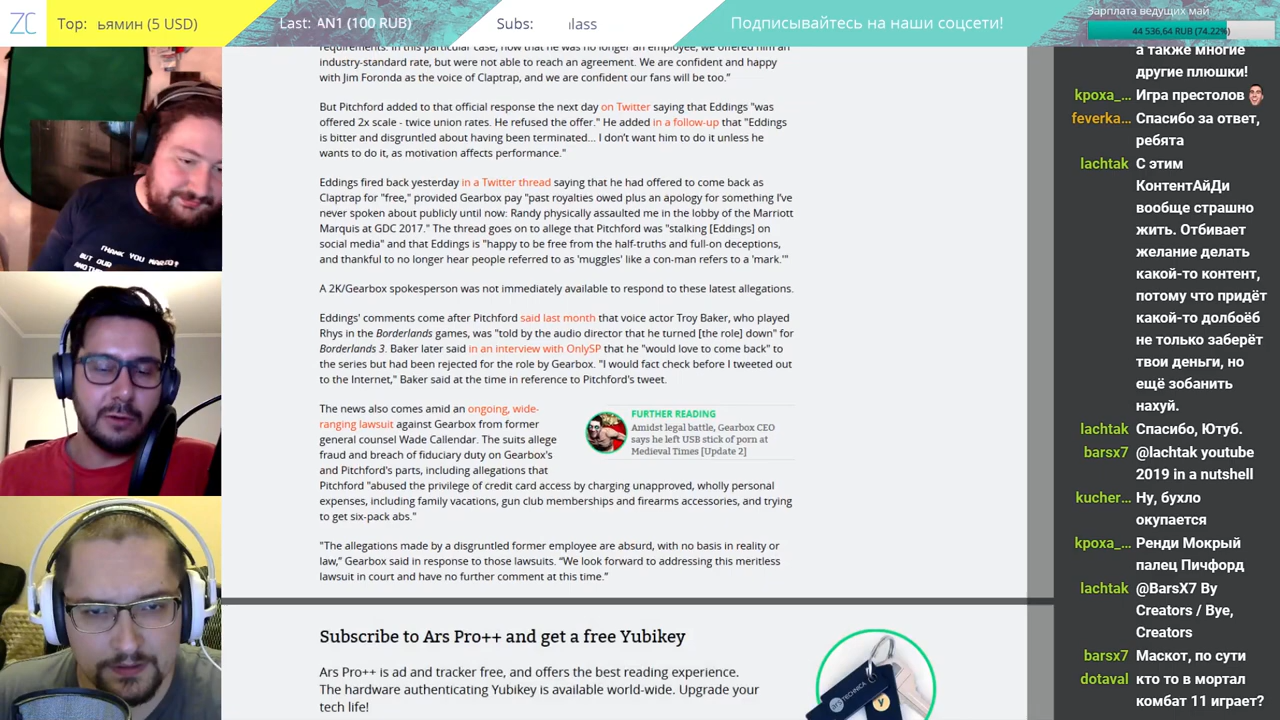 ZC
Top: ьямин (5 USD)
Last: AN1 (100 RUB)
Subs: lass
Подписывайтесь на наши соцсети!
Зарплата ведущих май
44 536,64 RUB (74.22%)
requirements. In this particular case, now that he was no longer an employee, we offered him an
industry-standard rate, but were not able to reach an agreement. We are confident and happy
with Jim Foronda as the voice of Claptrap, and we are confident our fans will be too.”
But Pitchford added to that official response the next day on Twitter saying that Eddings "was
offered 2x scale - twice union rates. He refused the offer." He added in a follow-up that "Eddings
is bitter and disgruntled about having been terminated... I don’t want him to do it unless he
wants to do it, as motivation affects performance."
Eddings fired back yesterday in a Twitter thread saying that he had offered to come back as
Claptrap for "free," provided Gearbox pay "past royalties owed plus an apology for something I’ve
never spoken about publicly until now: Randy physically assaulted me in the lobby of the Marriott
Marquis at GDC 2017." The thread goes on to allege that Pitchford was "stalking [Eddings] on
social media" and that Eddings is "happy to be free from the half-truths and full-on deceptions,
and thankful to no longer hear people referred to as 'muggles' like a con-man refers to a 'mark.'"
A 2K/Gearbox spokesperson was not immediately available to respond to these latest allegations.
Eddings' comments come after Pitchford said last month that voice actor Troy Baker, who played
Rhys in the Borderlands games, was "told by the audio director that he turned [the role] down" for
Borderlands 3. Baker later said in an interview with OnlySP that he "would love to come back" to
the series but had been rejected for the role by Gearbox. "I would fact check before I tweeted out
to the Internet," Baker said at the time in reference to Pitchford's tweet.
The news also comes amid an ongoing, wide-
ranging lawsuit against Gearbox from former
general counsel Wade Callendar. The suits allege
fraud and breach of fiduciary duty on Gearbox's
and Pitchford's parts, including allegations that
Pitchford "abused the privilege of credit card access by charging unapproved, wholly personal
expenses, including family vacations, gun club memberships and firearms accessories, and trying
to get six-pack abs."
FURTHER READING
Amidst legal battle, Gearbox CEO
says he left USB stick of porn at
Medieval Times [Update 2]
"The allegations made by a disgruntled former employee are absurd, with no basis in reality or
law,” Gearbox said in response to those lawsuits. “We look forward to addressing this meritless
lawsuit in court and have no further comment at this time.”
Subscribe to Ars Pro++ and get a free Yubikey
Ars Pro++ is ad and tracker free, and offers the best reading experience.
The hardware authenticating Yubikey is available world-wide. Upgrade your
tech life!
ars TECHNICA
а также многие
другие плюшки!
kpoxa_... Игра престолов
feverka... Спасибо за ответ,
ребята
lachtak С этим
КонтентАйДи
вообще страшно
жить. Отбивает
желание делать
какой-то контент,
потому что придёт
какой-то долбоёб
не только заберёт
твои деньги, но
ещё зобанить
нахуй.
lachtak Спасибо, Ютуб.
barsx7 @lachtak youtube
2019 in a nutshell
kucher... Ну, бухло
окупается
kpoxa_... Ренди Мокрый
палец Пичфорд
lachtak @BarsX7 By
Creators / Bye,
Creators
barsx7 Маскот, по сути
dotaval кто то в мортал
комбат 11 играет?
THANK YOU MARIO!
BUT OUR